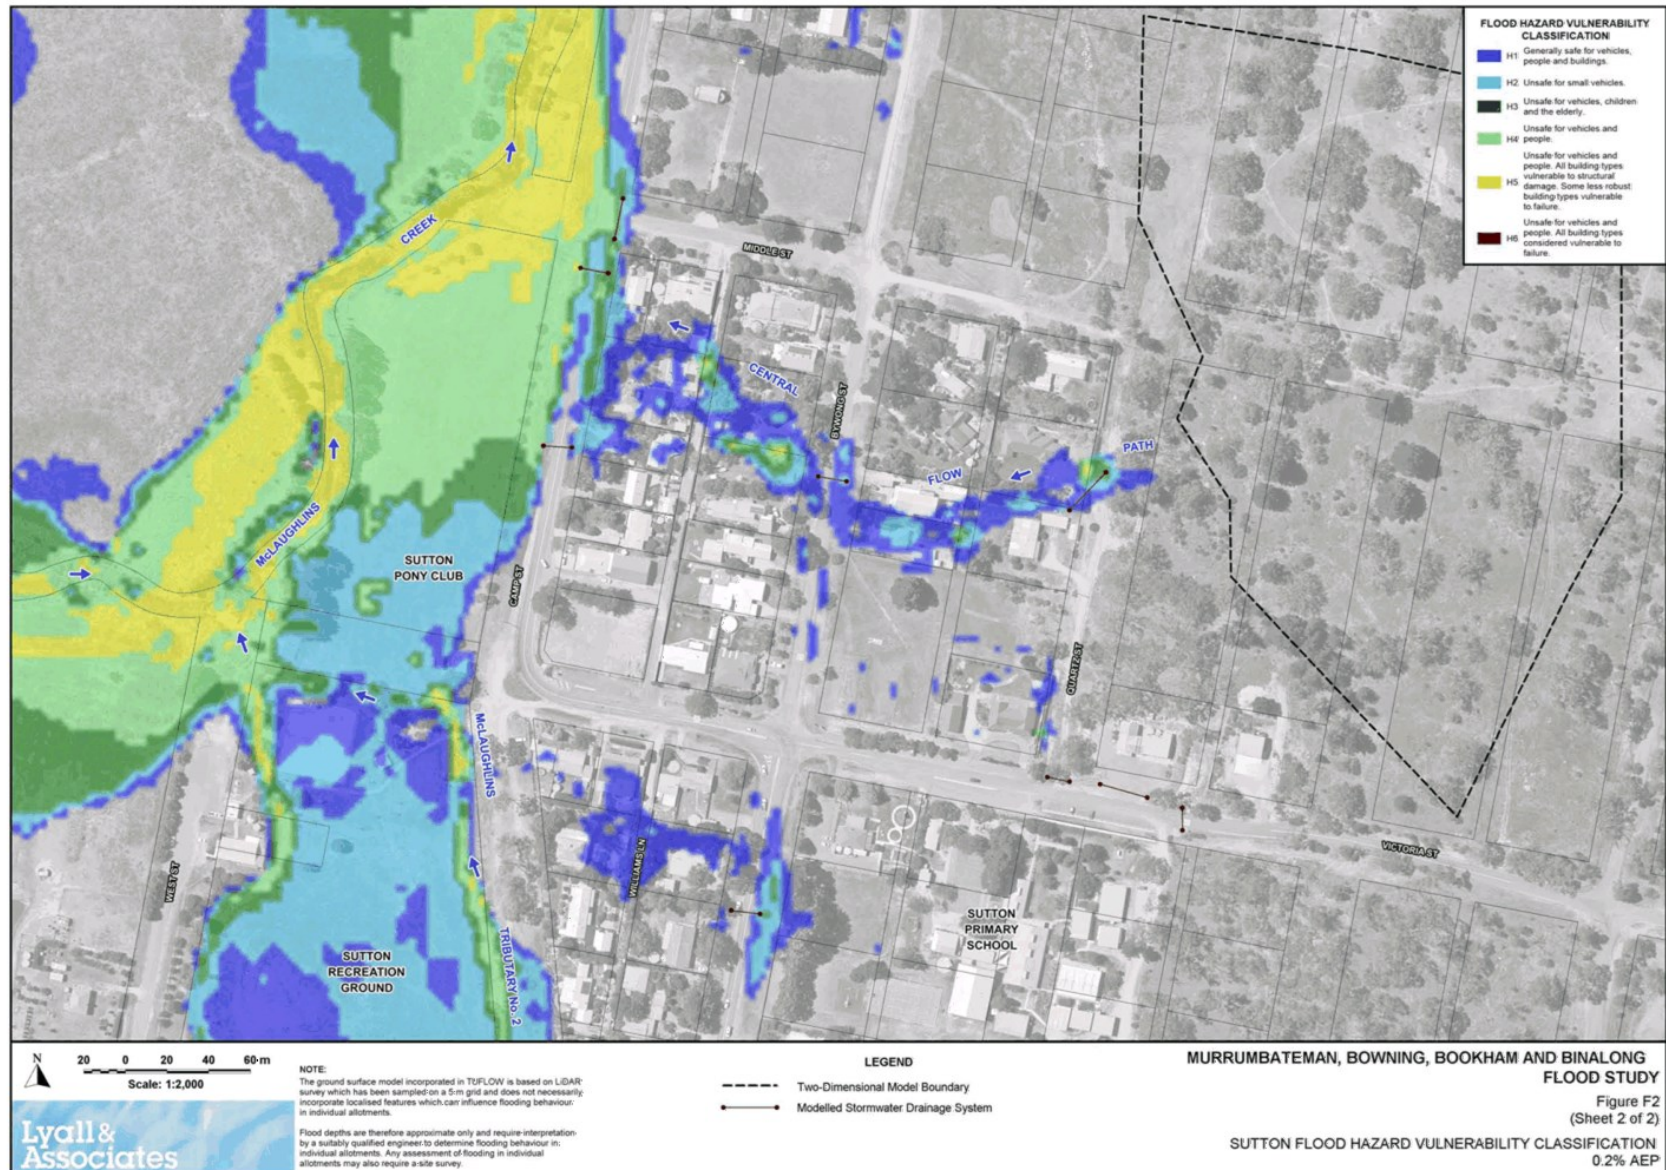 FLOOD HAZARD VULNERABILITY
CLASSIFICATION
H1 Generally safe for vehicles,
people and buildings.
H2 Unsafe for small vehicles.
H3 Unsafe for vehicles, children
and the elderly.
H4 Unsafe for vehicles and
people.
Unsafe for vehicles and
people. All building types
vulnerable to structural
H5 damage. Some less robust
building types vulnerable
to failure.
Unsafe for vehicles and
people. All building types
H6 considered vulnerable to
failure.
CREEK
MIDDLE ST
CENTRAL
BYWONG ST
PATH
FLOW
McLAUGHLINS
SUTTON
PONY CLUB
CAMP ST
QUARTZ ST
McLAUGHLINS
WILLIAMS LN
VICTORIA ST
WEST ST
SUTTON
PRIMARY
SCHOOL
TRIBUTARY No. 2
SUTTON
RECREATION
GROUND
N
20 0 20 40 60 m
Scale: 1:2,000
Lyall &
Associates
NOTE:
The ground surface model incorporated in TUFLOW is based on LiDAR
survey which has been sampled on a 5 m grid and does not necessarily
incorporate localised features which can influence flooding behaviour
in individual allotments.
Flood depths are therefore approximate only and require interpretation
by a suitably qualified engineer to determine flooding behaviour in
individual allotments. Any assessment of flooding in individual
allotments may also require a site survey.
LEGEND
Two-Dimensional Model Boundary
Modelled Stormwater Drainage System
MURRUMBATEMAN, BOWNING, BOOKHAM AND BINALONG
FLOOD STUDY
Figure F2
(Sheet 2 of 2)
SUTTON FLOOD HAZARD VULNERABILITY CLASSIFICATION
0.2% AEP